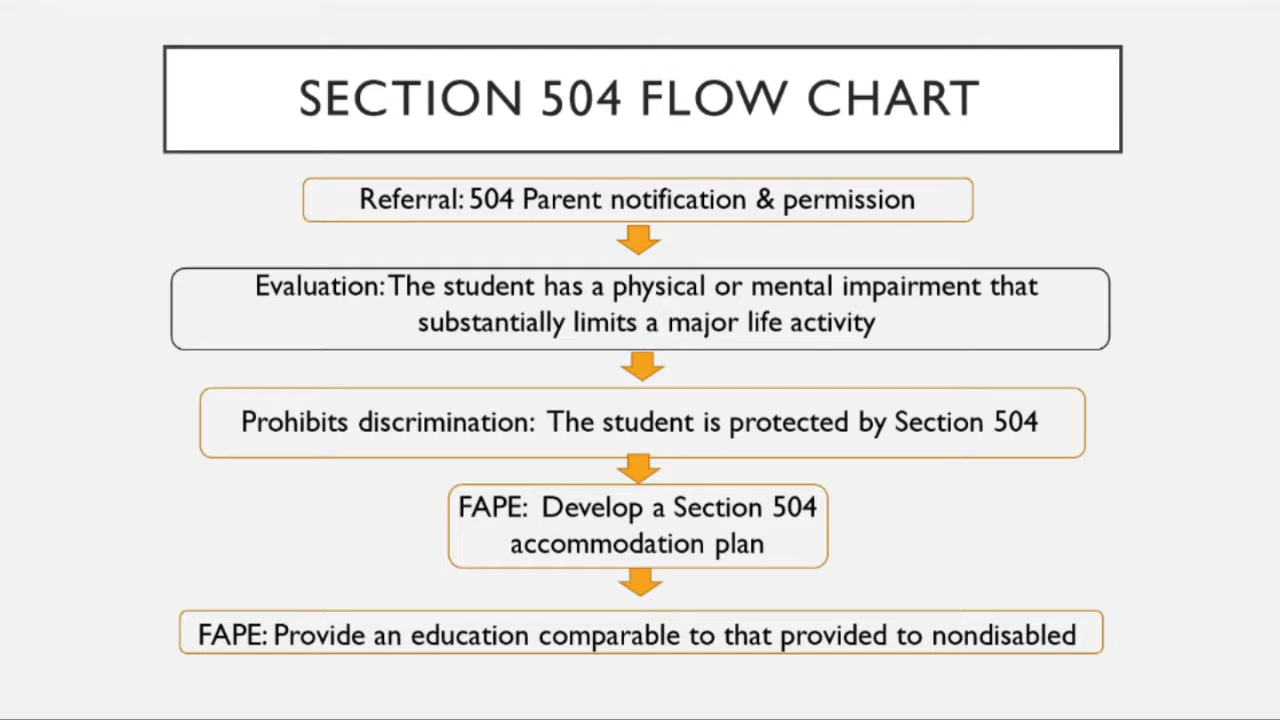 SECTION 504 FLOW CHART
Referral: 504 Parent notification & permission
Evaluation: The student has a physical or mental impairment that
substantially limits a major life activity
Prohibits discrimination: The student is protected by Section 504
FAPE: Develop a Section 504
accommodation plan
FAPE: Provide an education comparable to that provided to nondisabled